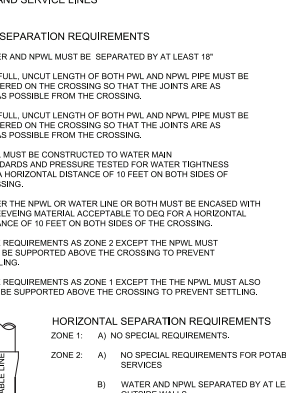 AND SERVICE LINES
SEPARATION REQUIREMENTS
ER AND NPWL MUST BE SEPARATED BY AT LEAST 18"
FULL, UNCUT LENGTH OF BOTH PWL AND NPWL PIPE MUST BE
ERED ON THE CROSSING SO THAT THE JOINTS ARE AS
AS POSSIBLE FROM THE CROSSING.
FULL, UNCUT LENGTH OF BOTH PWL AND NPWL PIPE MUST BE
ERED ON THE CROSSING SO THAT THE JOINTS ARE AS
AS POSSIBLE FROM THE CROSSING.
MUST BE CONSTRUCTED TO WATER MAIN
DARDS AND PRESSURE TESTED FOR WATER TIGHTNESS
A HORIZONTAL DISTANCE OF 10 FEET ON BOTH SIDES OF
SING.
ER THE NPWL OR WATER LINE OR BOTH MUST BE ENCASED WITH
EEVEING MATERIAL ACCEPTABLE TO DEQ FOR A HORIZONTAL
ANCE OF 10 FEET ON BOTH SIDES OF THE CROSSING.
REQUIREMENTS AS ZONE 2 EXCEPT THE NPWL MUST
BE SUPPORTED ABOVE THE CROSSING TO PREVENT
LING.
REQUIREMENTS AS ZONE 1 EXCEPT THE THE NPWL MUST ALSO
BE SUPPORTED ABOVE THE CROSSING TO PREVENT SETTLING.
HORIZONTAL SEPARATION REQUIREMENTS
ZONE 1: A) NO SPECIAL REQUIREMENTS.
ZONE 2: A) NO SPECIAL REQUIREMENTS FOR POTAB
SERVICES
B) WATER AND NPWL SEPARATED BY AT LE
OUTSIDE WALLS
ABLE LINE